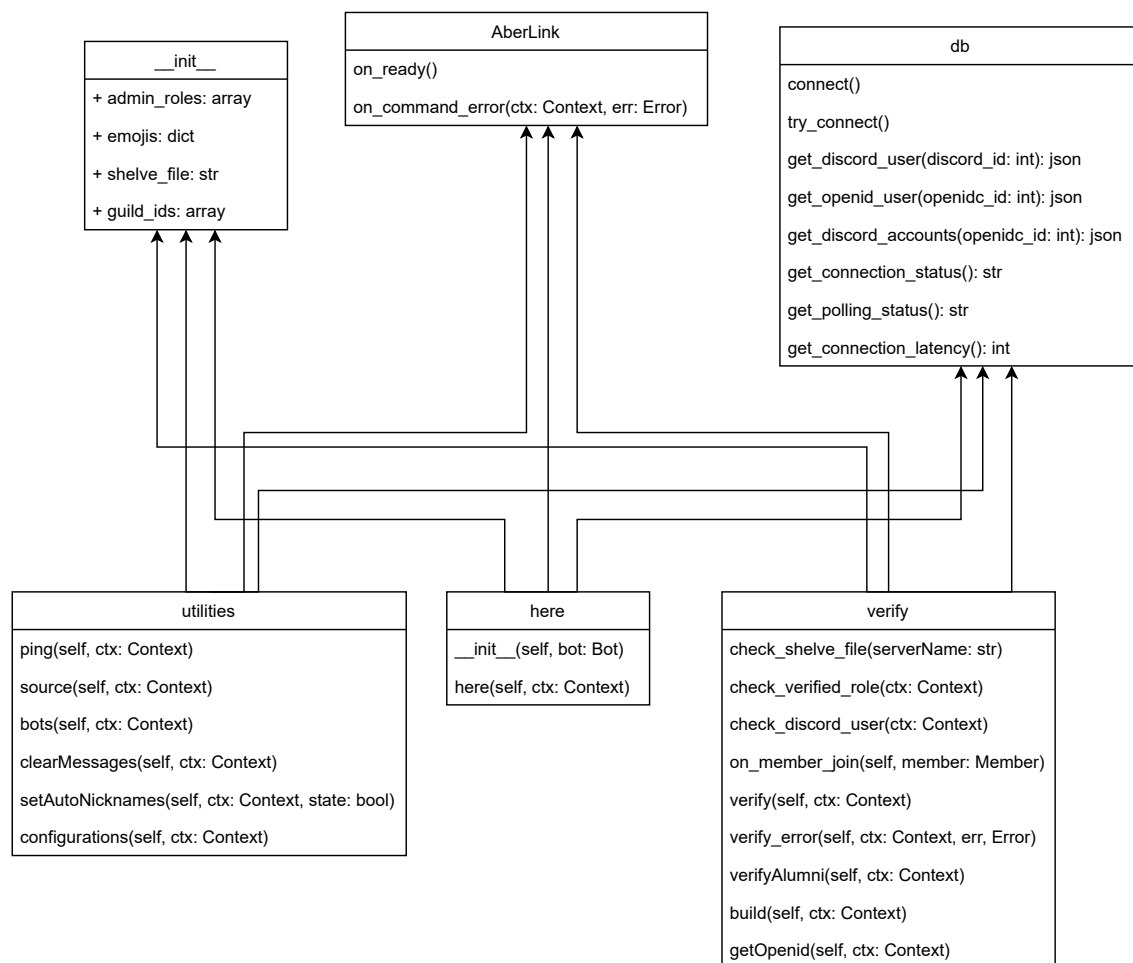 __init__
+ admin_roles: array
+ emojis: dict
+ shelve_file: str
+ guild_ids: array
AberLink
on_ready()
on_command_error(ctx: Context, err: Error)
db
connect()
try_connect()
get_discord_user(discord_id: int): json
get_openid_user(openidc_id: int): json
get_discord_accounts(openidc_id: int): json
get_connection_status(): str
get_polling_status(): str
get_connection_latency(): int
utilities
ping(self, ctx: Context)
source(self, ctx: Context)
bots(self, ctx: Context)
clearMessages(self, ctx: Context)
setAutoNicknames(self, ctx: Context, state: bool)
configurations(self, ctx: Context)
here
__init__(self, bot: Bot)
here(self, ctx: Context)
verify
check_shelve_file(serverName: str)
check_verified_role(ctx: Context)
check_discord_user(ctx: Context)
on_member_join(self, member: Member)
verify(self, ctx: Context)
verify_error(self, ctx: Context, err, Error)
verifyAlumni(self, ctx: Context)
build(self, ctx: Context)
getOpenid(self, ctx: Context)